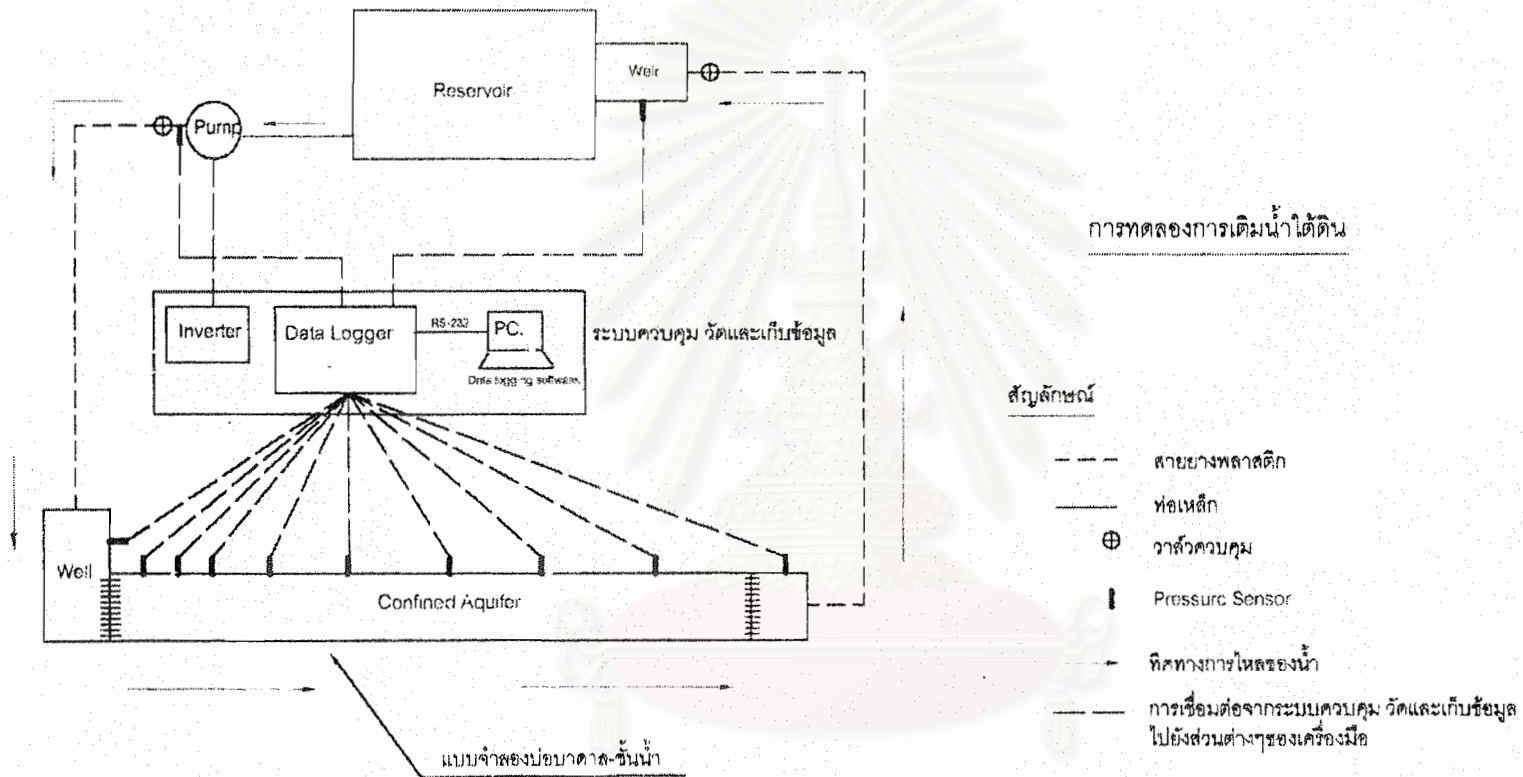 Reservoir
Weir
Pump
การทดลองการเติมน้ำใต้ดิน
Inverter
Data Logger
RS-232
PC.
Data logging software.
ระบบควบคุม วัดและเก็บข้อมูล
สัญลักษณ์
สายยางพลาสติก
ท่อเหล็ก
วาล์วควบคุม
Pressure Sensor
ทิศทางการไหลของน้ำ
การเชื่อมต่อจากระบบควบคุม วัดและเก็บข้อมูล
ไปยังส่วนต่างๆของเครื่องมือ
Well
Confined Aquifer
แบบจำลองบ่อบาดาล-ชั้นน้ำ